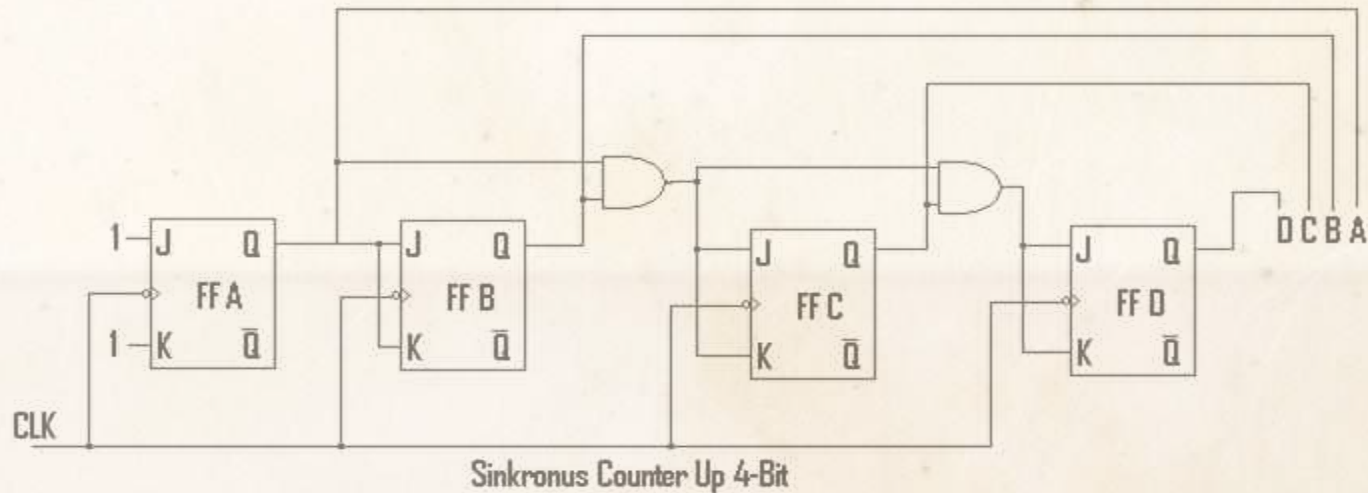 D C B A
1 J Q
FF A
1 K Q̅
J Q
FF B
K Q̅
J Q
FF C
K Q̅
J Q
FF D
K Q̅
CLK
Sinkronus Counter Up 4-Bit